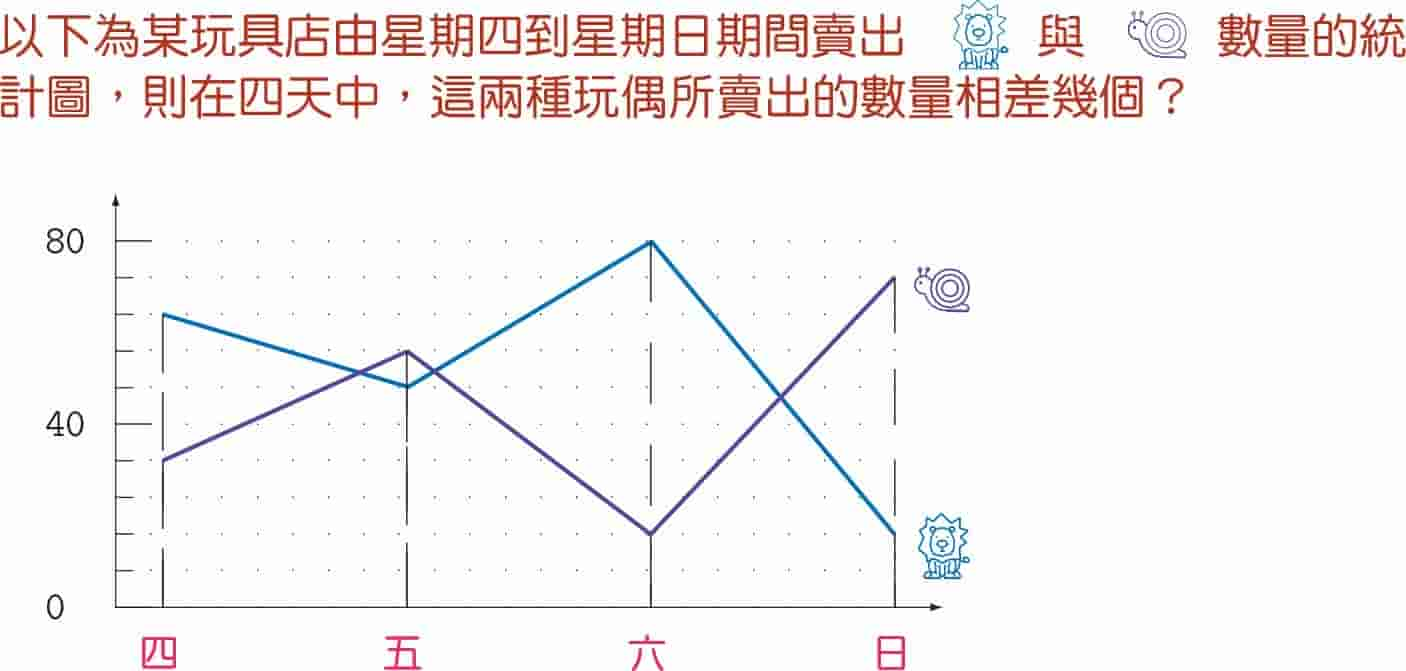 以下為某玩具店由星期四到星期日期間賣出 與 數量的統
計圖，則在四天中，這兩種玩偶所賣出的數量相差幾個？
80
40
0
四 五 六 日